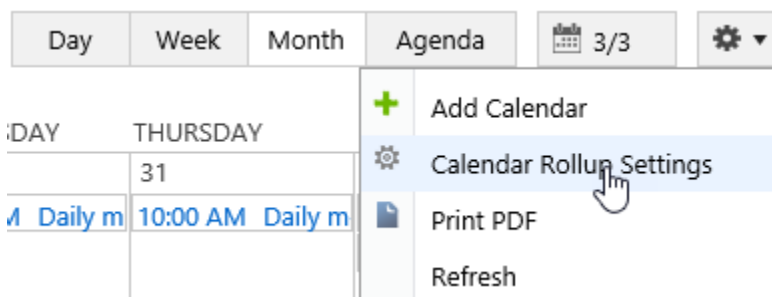 Day Week Month Agenda 3/3
Add Calendar
DAY THURSDAY
Calendar Rollup Settings
31
M Daily m 10:00 AM Daily m
Print PDF
Refresh